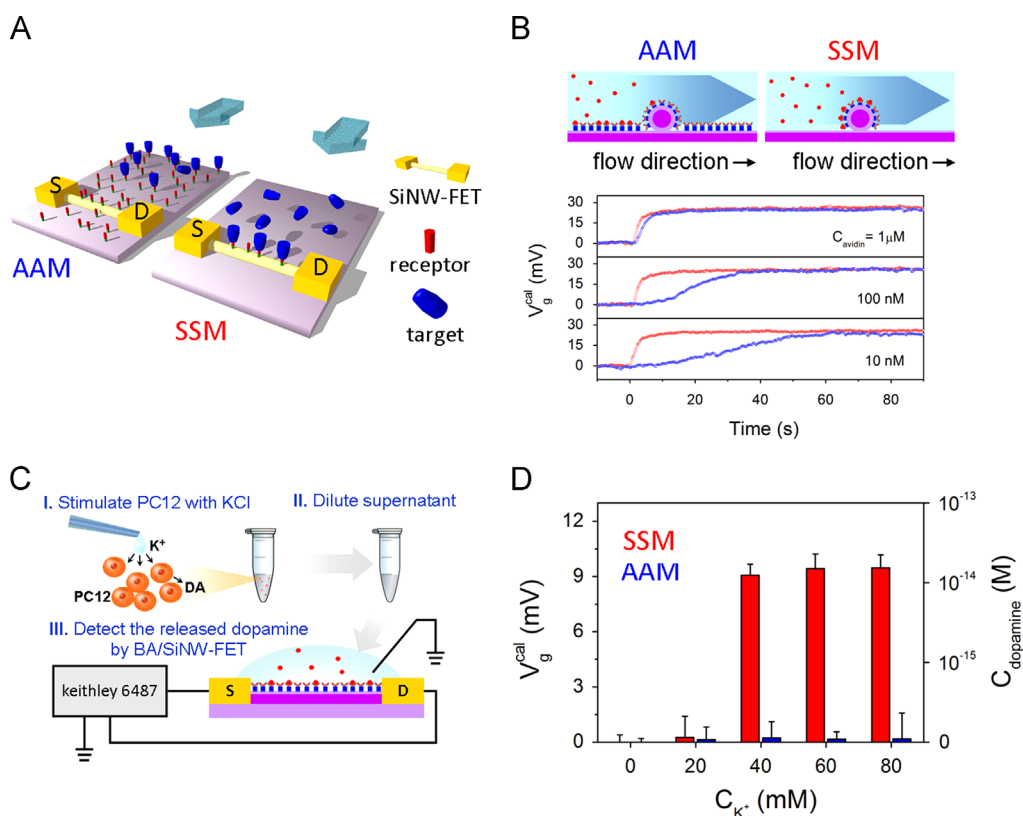 A
S
D
AAM
S
D
SSM
SiNW-FET
receptor
target
B
AAM
SSM
flow direction →
flow direction →
V_g^cal (mV)
30
15
0
C_avidin = 1μM
30
15
0
100 nM
30
15
0
10 nM
0
20
40
60
80
Time (s)
C
I. Stimulate PC12 with KCl
II. Dilute supernatant
K⁺
DA
PC12
III. Detect the released dopamine
by BA/SiNW-FET
keithley 6487
S
D
D
SSM
AAM
V_g^cal (mV)
12
9
6
3
0
10⁻¹³
10⁻¹⁴
10⁻¹⁵
0
C_dopamine (M)
0
20
40
60
80
C_K⁺ (mM)